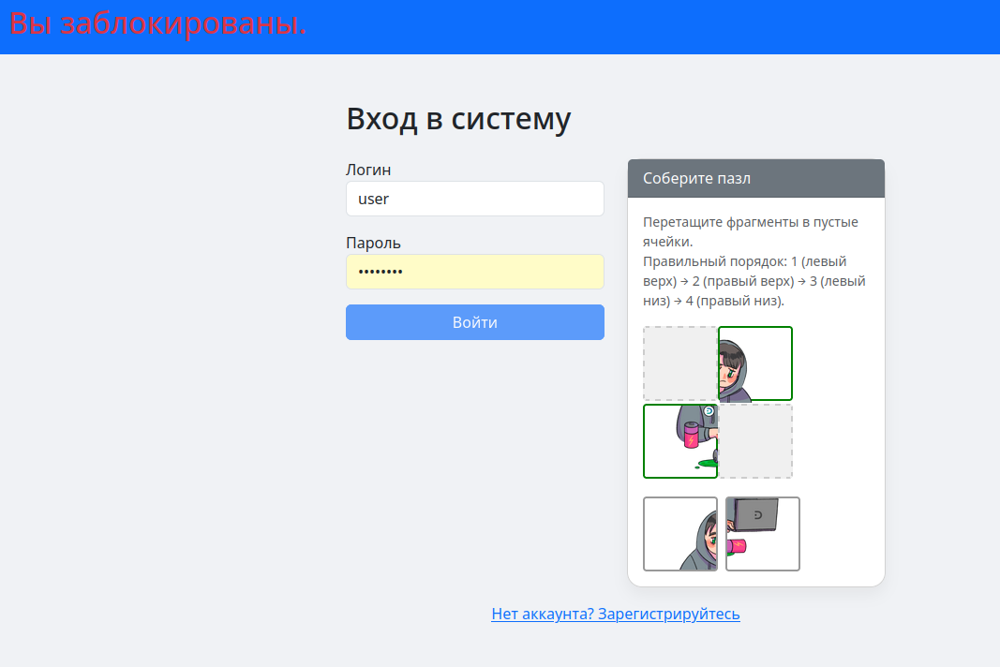 Вы заблокированы.
Вход в систему
Логин
user
Пароль
••••••••
Войти
Соберите пазл
Перетащите фрагменты в пустые
ячейки.
Правильный порядок: 1 (левый
верх) → 2 (правый верх) → 3 (левый
низ) → 4 (правый низ).
Нет аккаунта? Зарегистрируйтесь